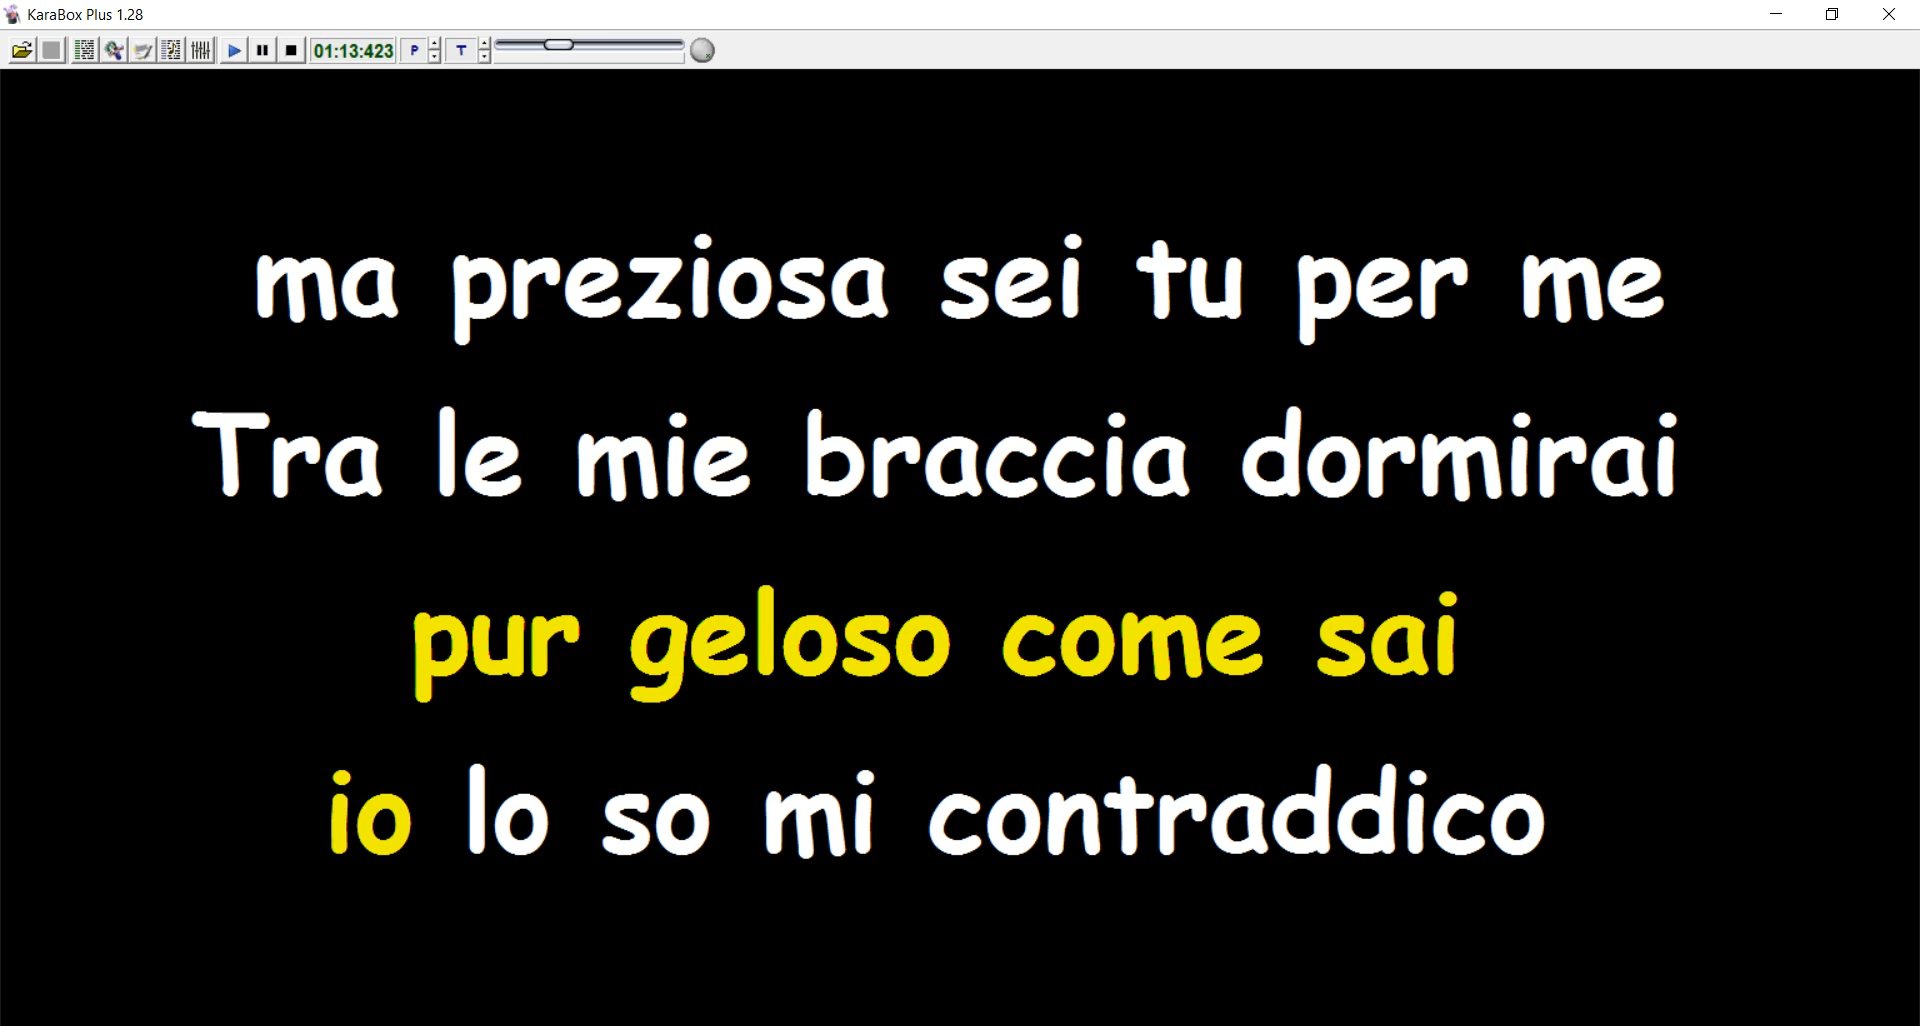 KaraBox Plus 1.28
01:13:423 P T
ma preziosa sei tu per me
Tra le mie braccia dormirai
pur geloso come sai
io lo so mi contraddico